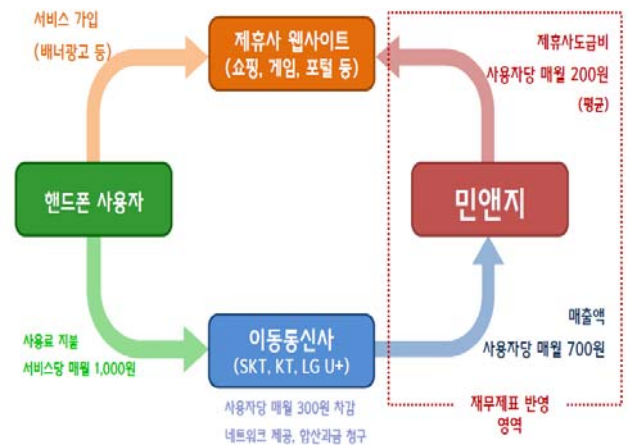 서비스 가입
(배너광고 등)
제휴사 웹사이트
(쇼핑, 게임, 포털 등)
제휴사도급비
사용자당 매월 200원
(평균)
핸드폰 사용자
민앤지
사용료 지불
서비스당 매월 1,000원
이동통신사
(SKT, KT, LG U+)
매출액
사용자당 매월 700원
사용자당 매월 300원 차감
네트워크 제공, 합산과금 청구
재무제표 반영
영역